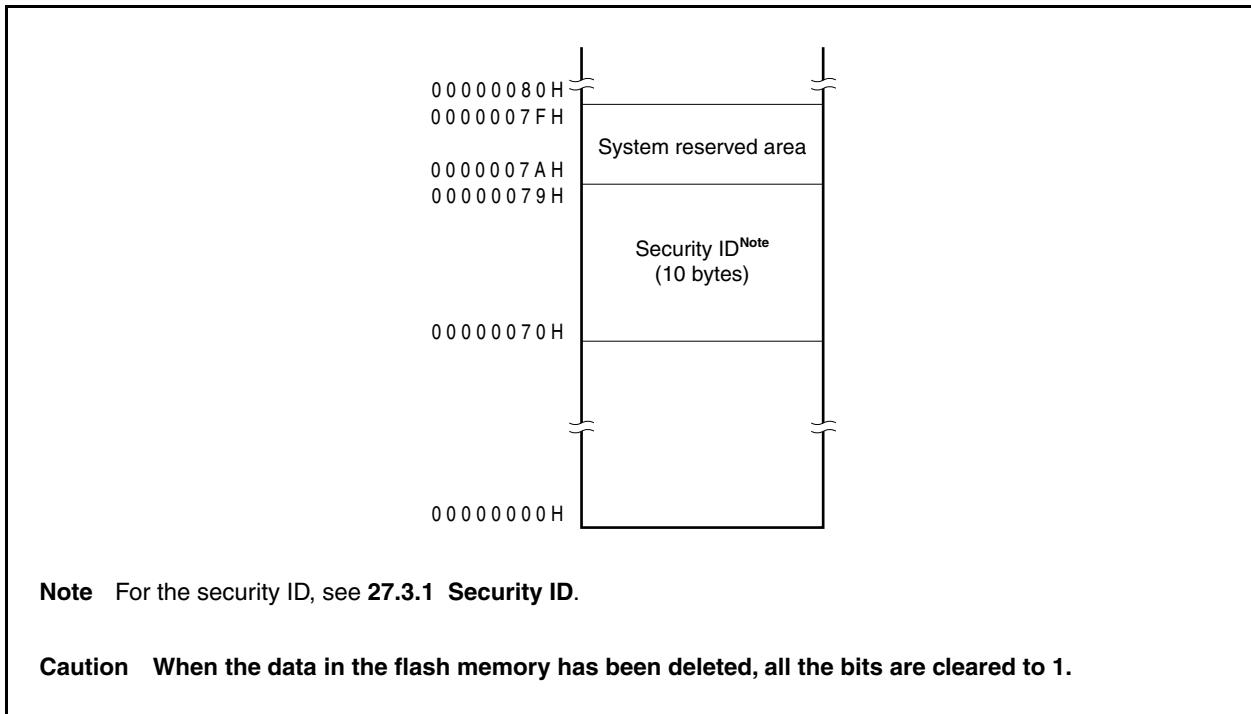 00000080H
0000007FH
System reserved area
0000007AH
00000079H
Security IDNote
(10 bytes)
00000070H
00000000H
Note For the security ID, see 27.3.1 Security ID.
Caution When the data in the flash memory has been deleted, all the bits are cleared to 1.